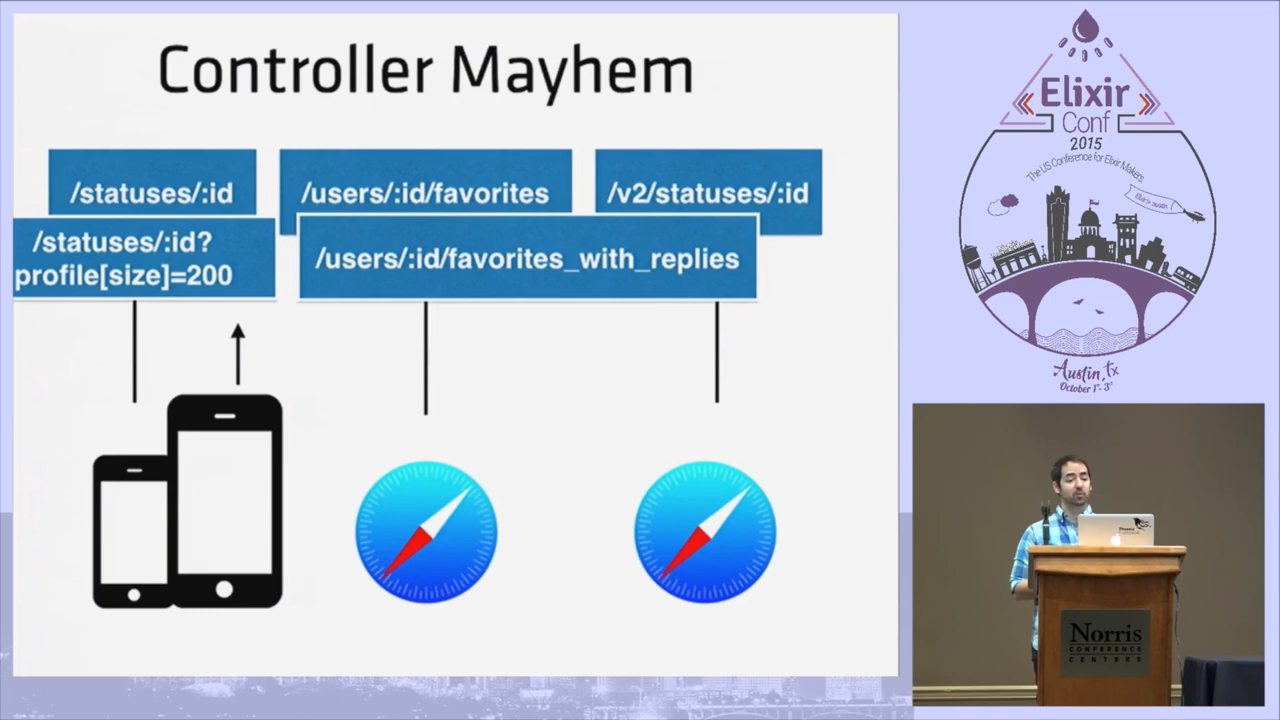 Controller Mayhem
/statuses/:id
/users/:id/favorites
/v2/statuses/:id
/statuses/:id?
profile[size]=200
/users/:id/favorites_with_replies
Elixir
Conf
2015
The US Conference for Elixir Makers
Austin, tx
October 1st - 3rd
Phoenix
Norris
CONFERENCE
CENTERS